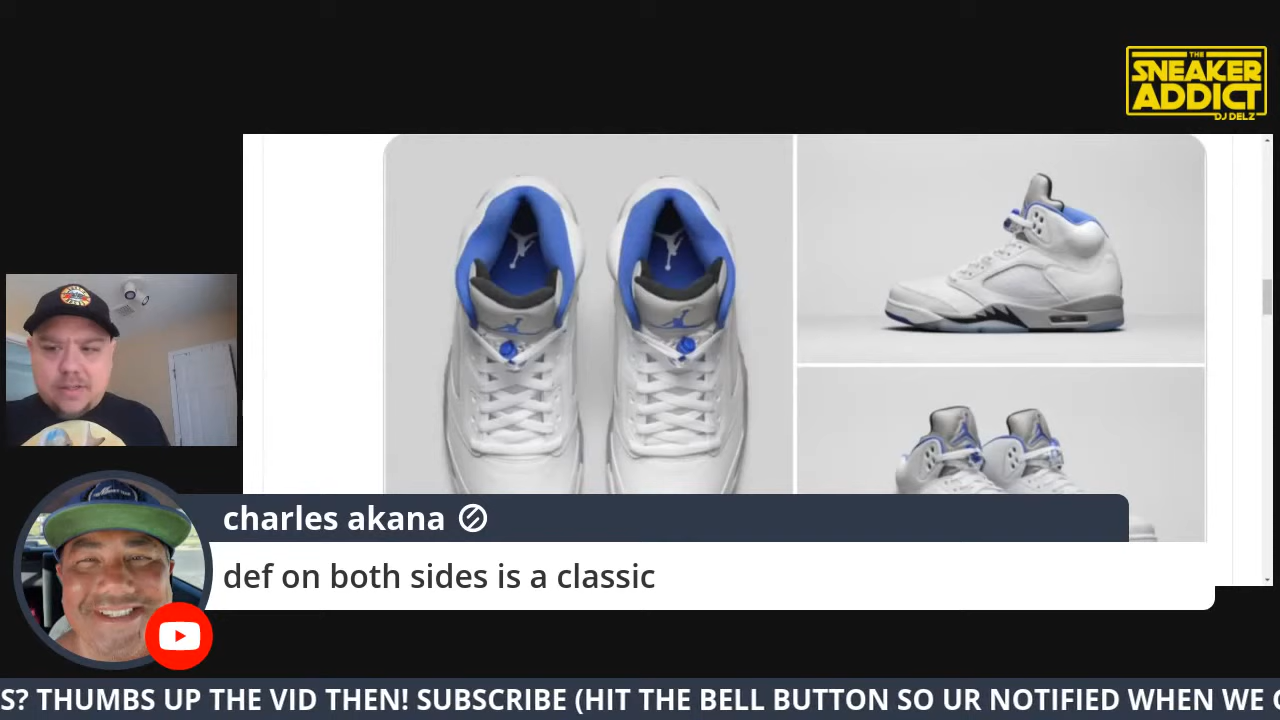 THE
SNEAKER
ADDICT
DJ DELZ
charles akana
def on both sides is a classic
S? THUMBS UP THE VID THEN! SUBSCRIBE (HIT THE BELL BUTTON SO UR NOTIFIED WHEN WE